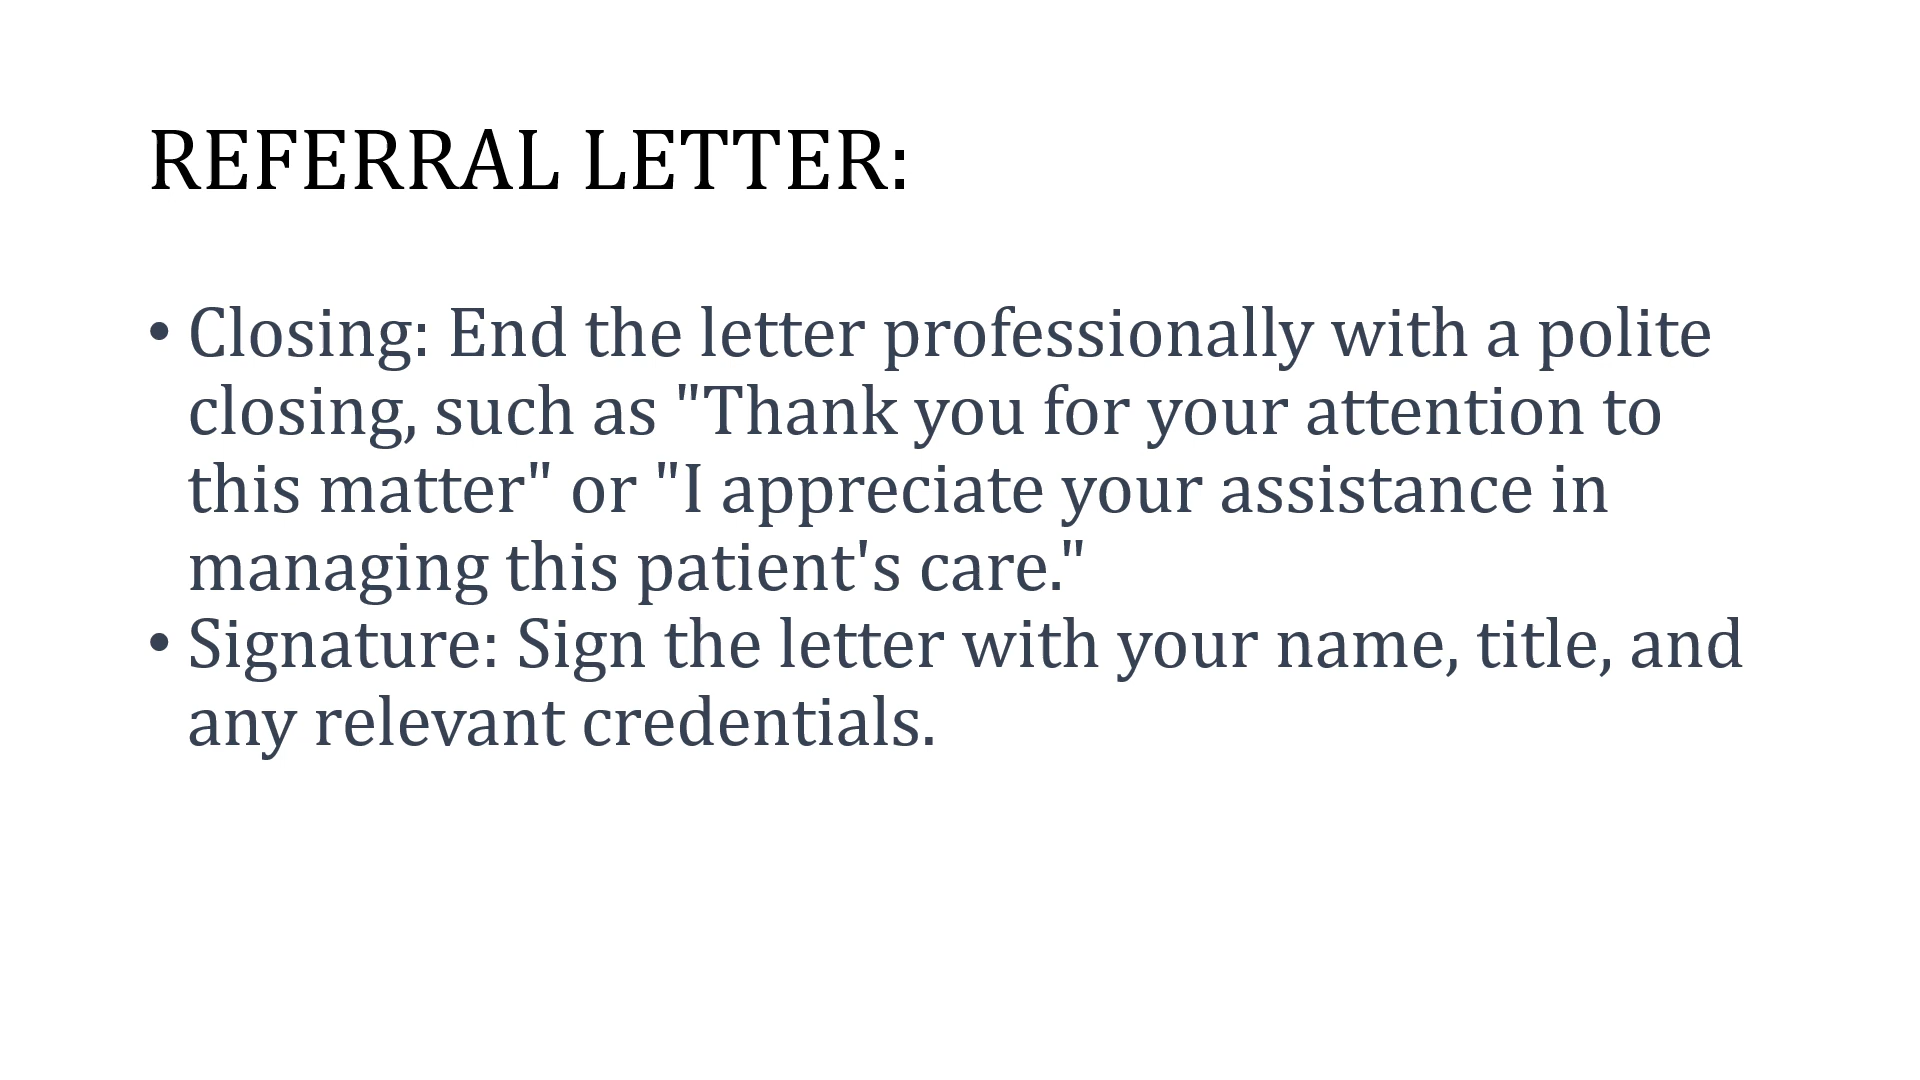 REFERRAL LETTER:
• Closing: End the letter professionally with a polite
closing, such as "Thank you for your attention to
this matter" or "I appreciate your assistance in
managing this patient's care."
• Signature: Sign the letter with your name, title, and
any relevant credentials.